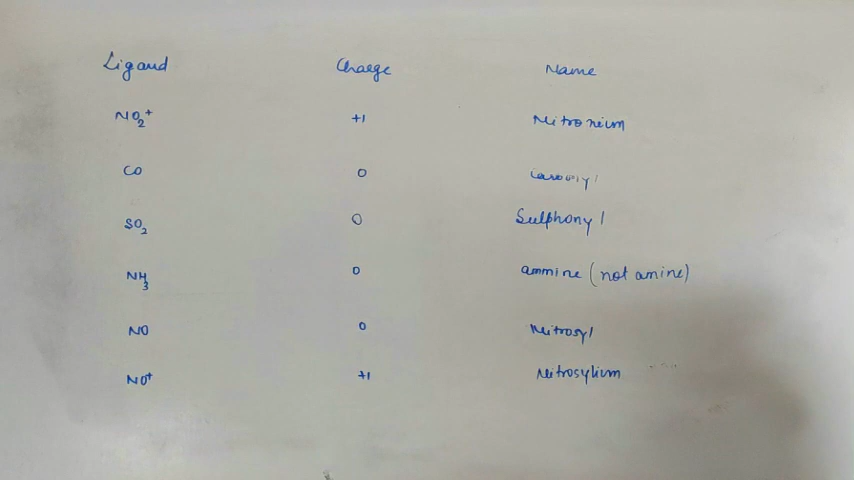 Ligand Charge Name
NO₂⁺ +1 Nitronium
CO 0
SO₂ 0 Sulphonyl
NH₃ 0 ammine (not amine)
NO 0 Nitrosyl
NO⁺ +1 Nitrosylium